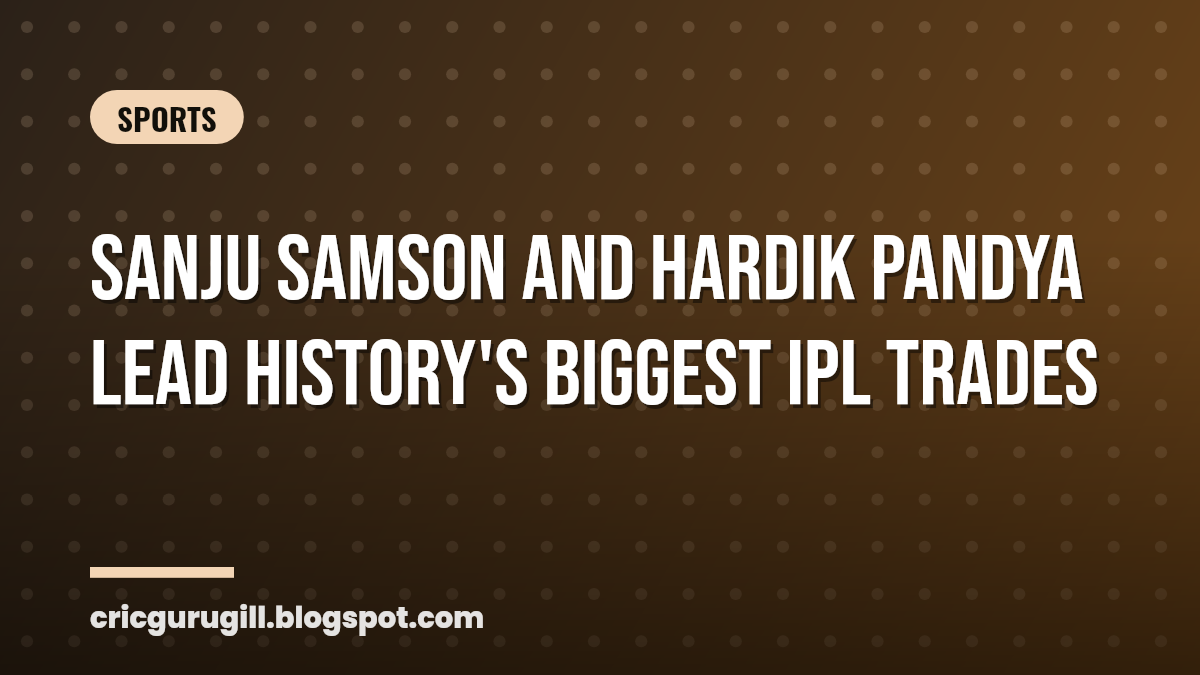 SPORTS
SANJU SAMSON AND HARDIK PANDYA
LEAD HISTORY'S BIGGEST IPL TRADES
cricgurugill.blogspot.com